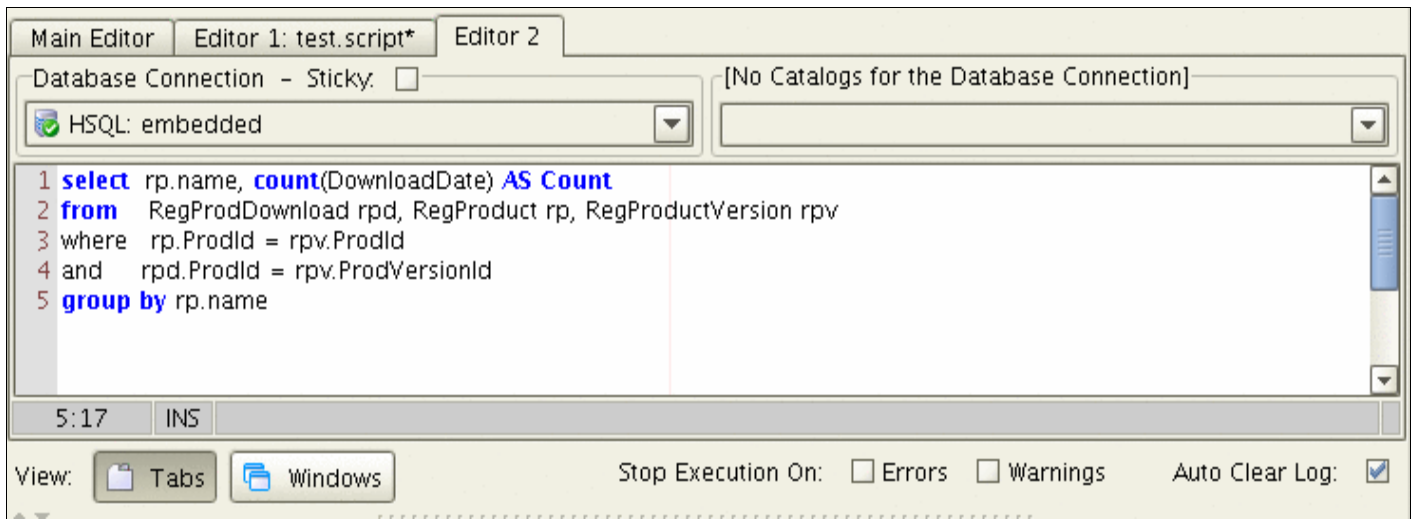 Main Editor Editor 1: test.script* Editor 2
Database Connection - Sticky: [No Catalogs for the Database Connection]
HSQL: embedded
1 select rp.name, count(DownloadDate) AS Count
2 from RegProdDownload rpd, RegProduct rp, RegProductVersion rpv
3 where rp.ProdId = rpv.ProdId
4 and rpd.ProdId = rpv.ProdVersionId
5 group by rp.name
5:17 INS
View: Tabs Windows Stop Execution On: Errors Warnings Auto Clear Log: